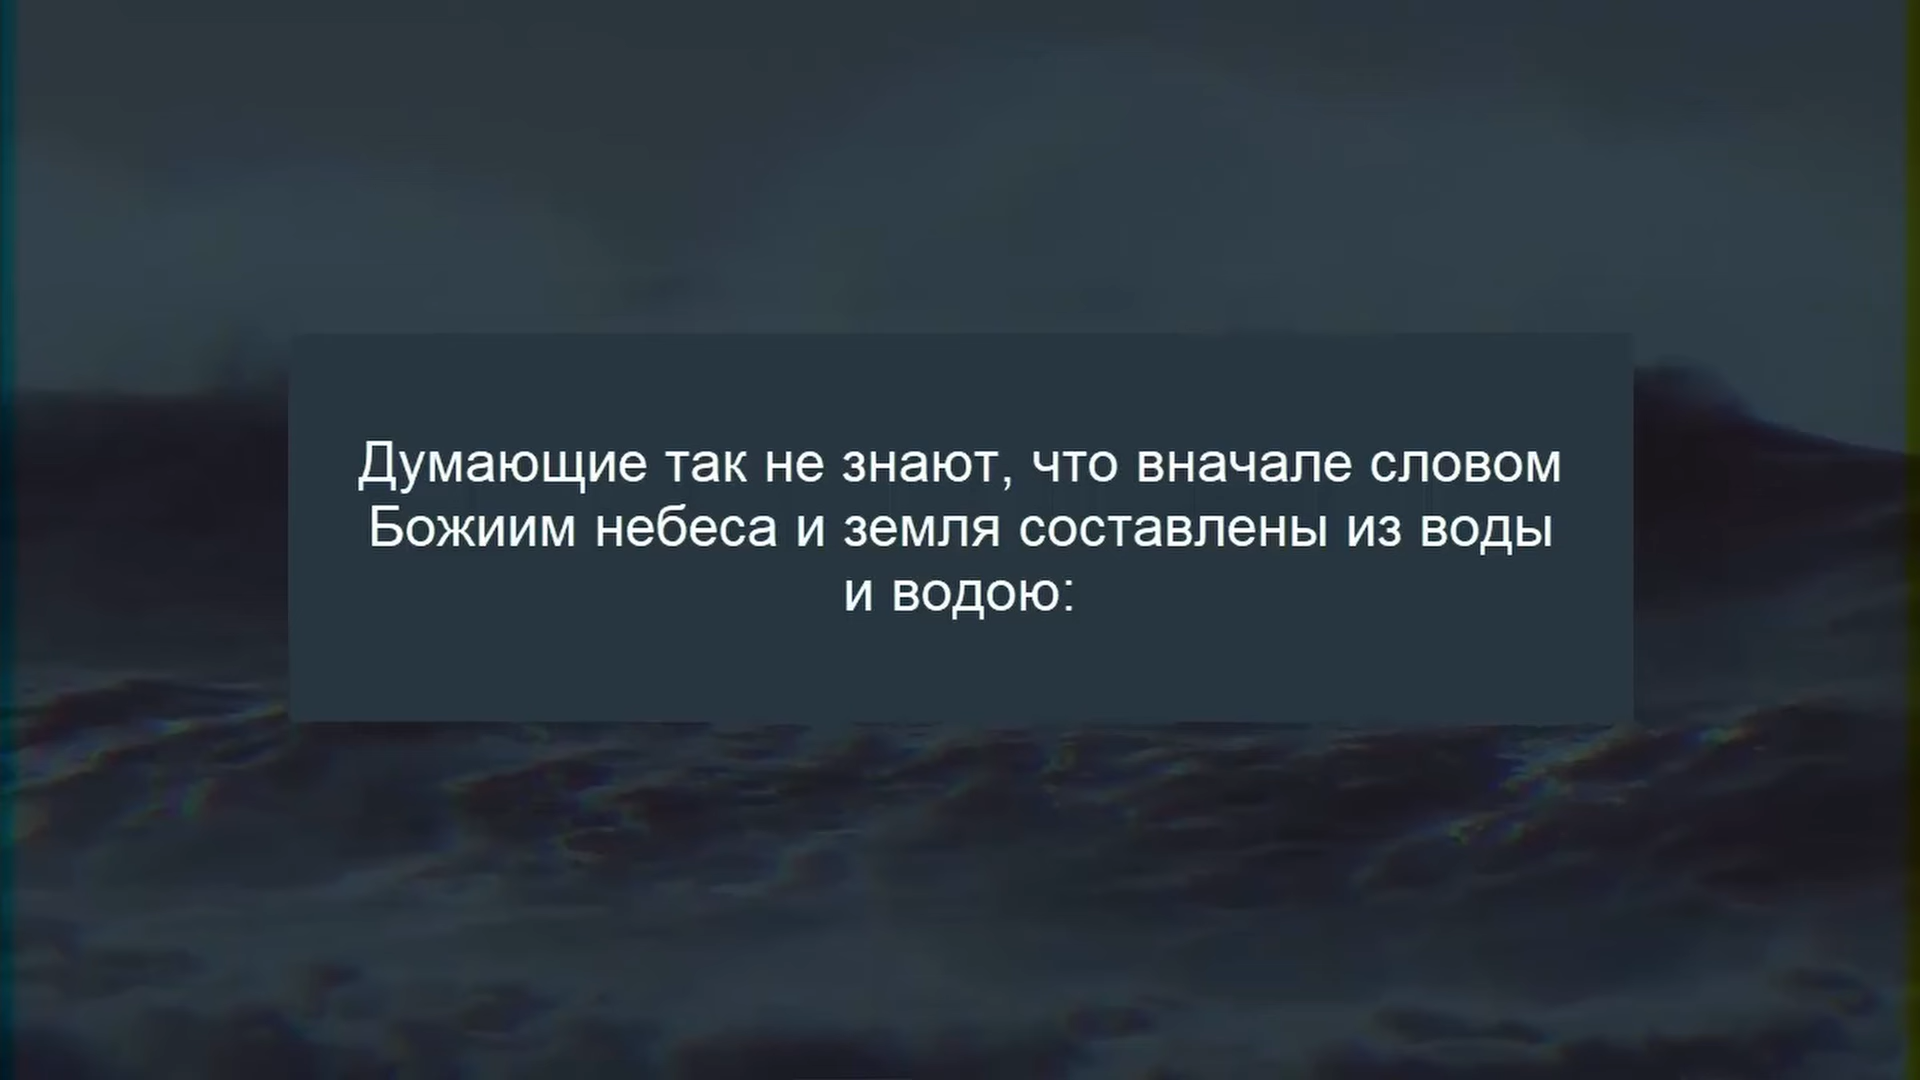 Думающие так не знают, что вначале словом
Божиим небеса и земля составлены из воды
и водою: